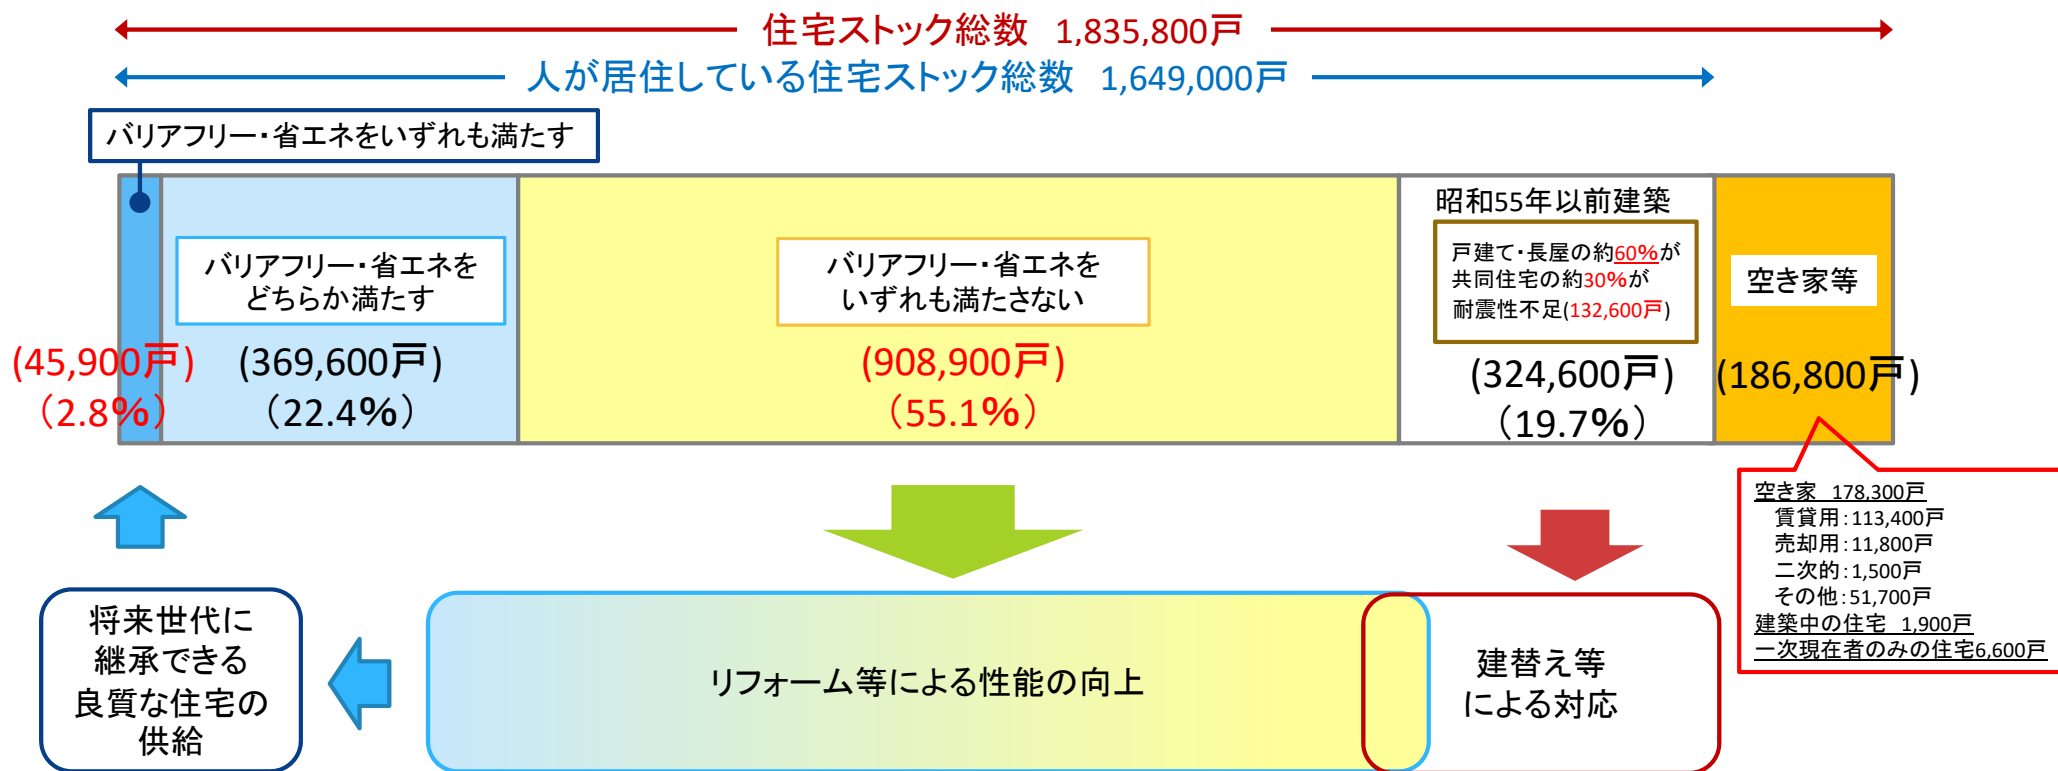 住宅ストック総数 1,835,800戸
人が居住している住宅ストック総数 1,649,000戸
バリアフリー・省エネをいずれも満たす
(45,900戸)
（2.8%）
バリアフリー・省エネを
どちらか満たす
(369,600戸)
（22.4%）
バリアフリー・省エネを
いずれも満たさない
(908,900戸)
（55.1%）
昭和55年以前建築
戸建て・長屋の約60%が
共同住宅の約30%が
耐震性不足(132,600戸)
(324,600戸)
（19.7%）
空き家等
(186,800戸)
空き家 178,300戸
賃貸用：113,400戸
売却用：11,800戸
二次的：1,500戸
その他：51,700戸
建築中の住宅 1,900戸
一次現在者のみの住宅6,600戸
将来世代に
継承できる
良質な住宅の
供給
リフォーム等による性能の向上
建替え等
による対応